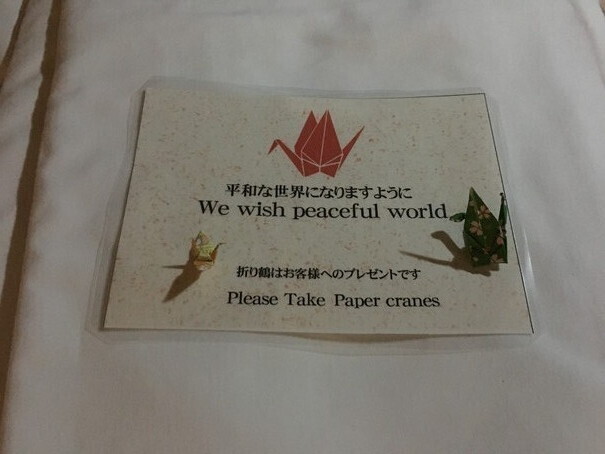 平和な世界になりますように
We wish peaceful world
折り鶴はお客様へのプレゼントです
Please Take Paper cranes